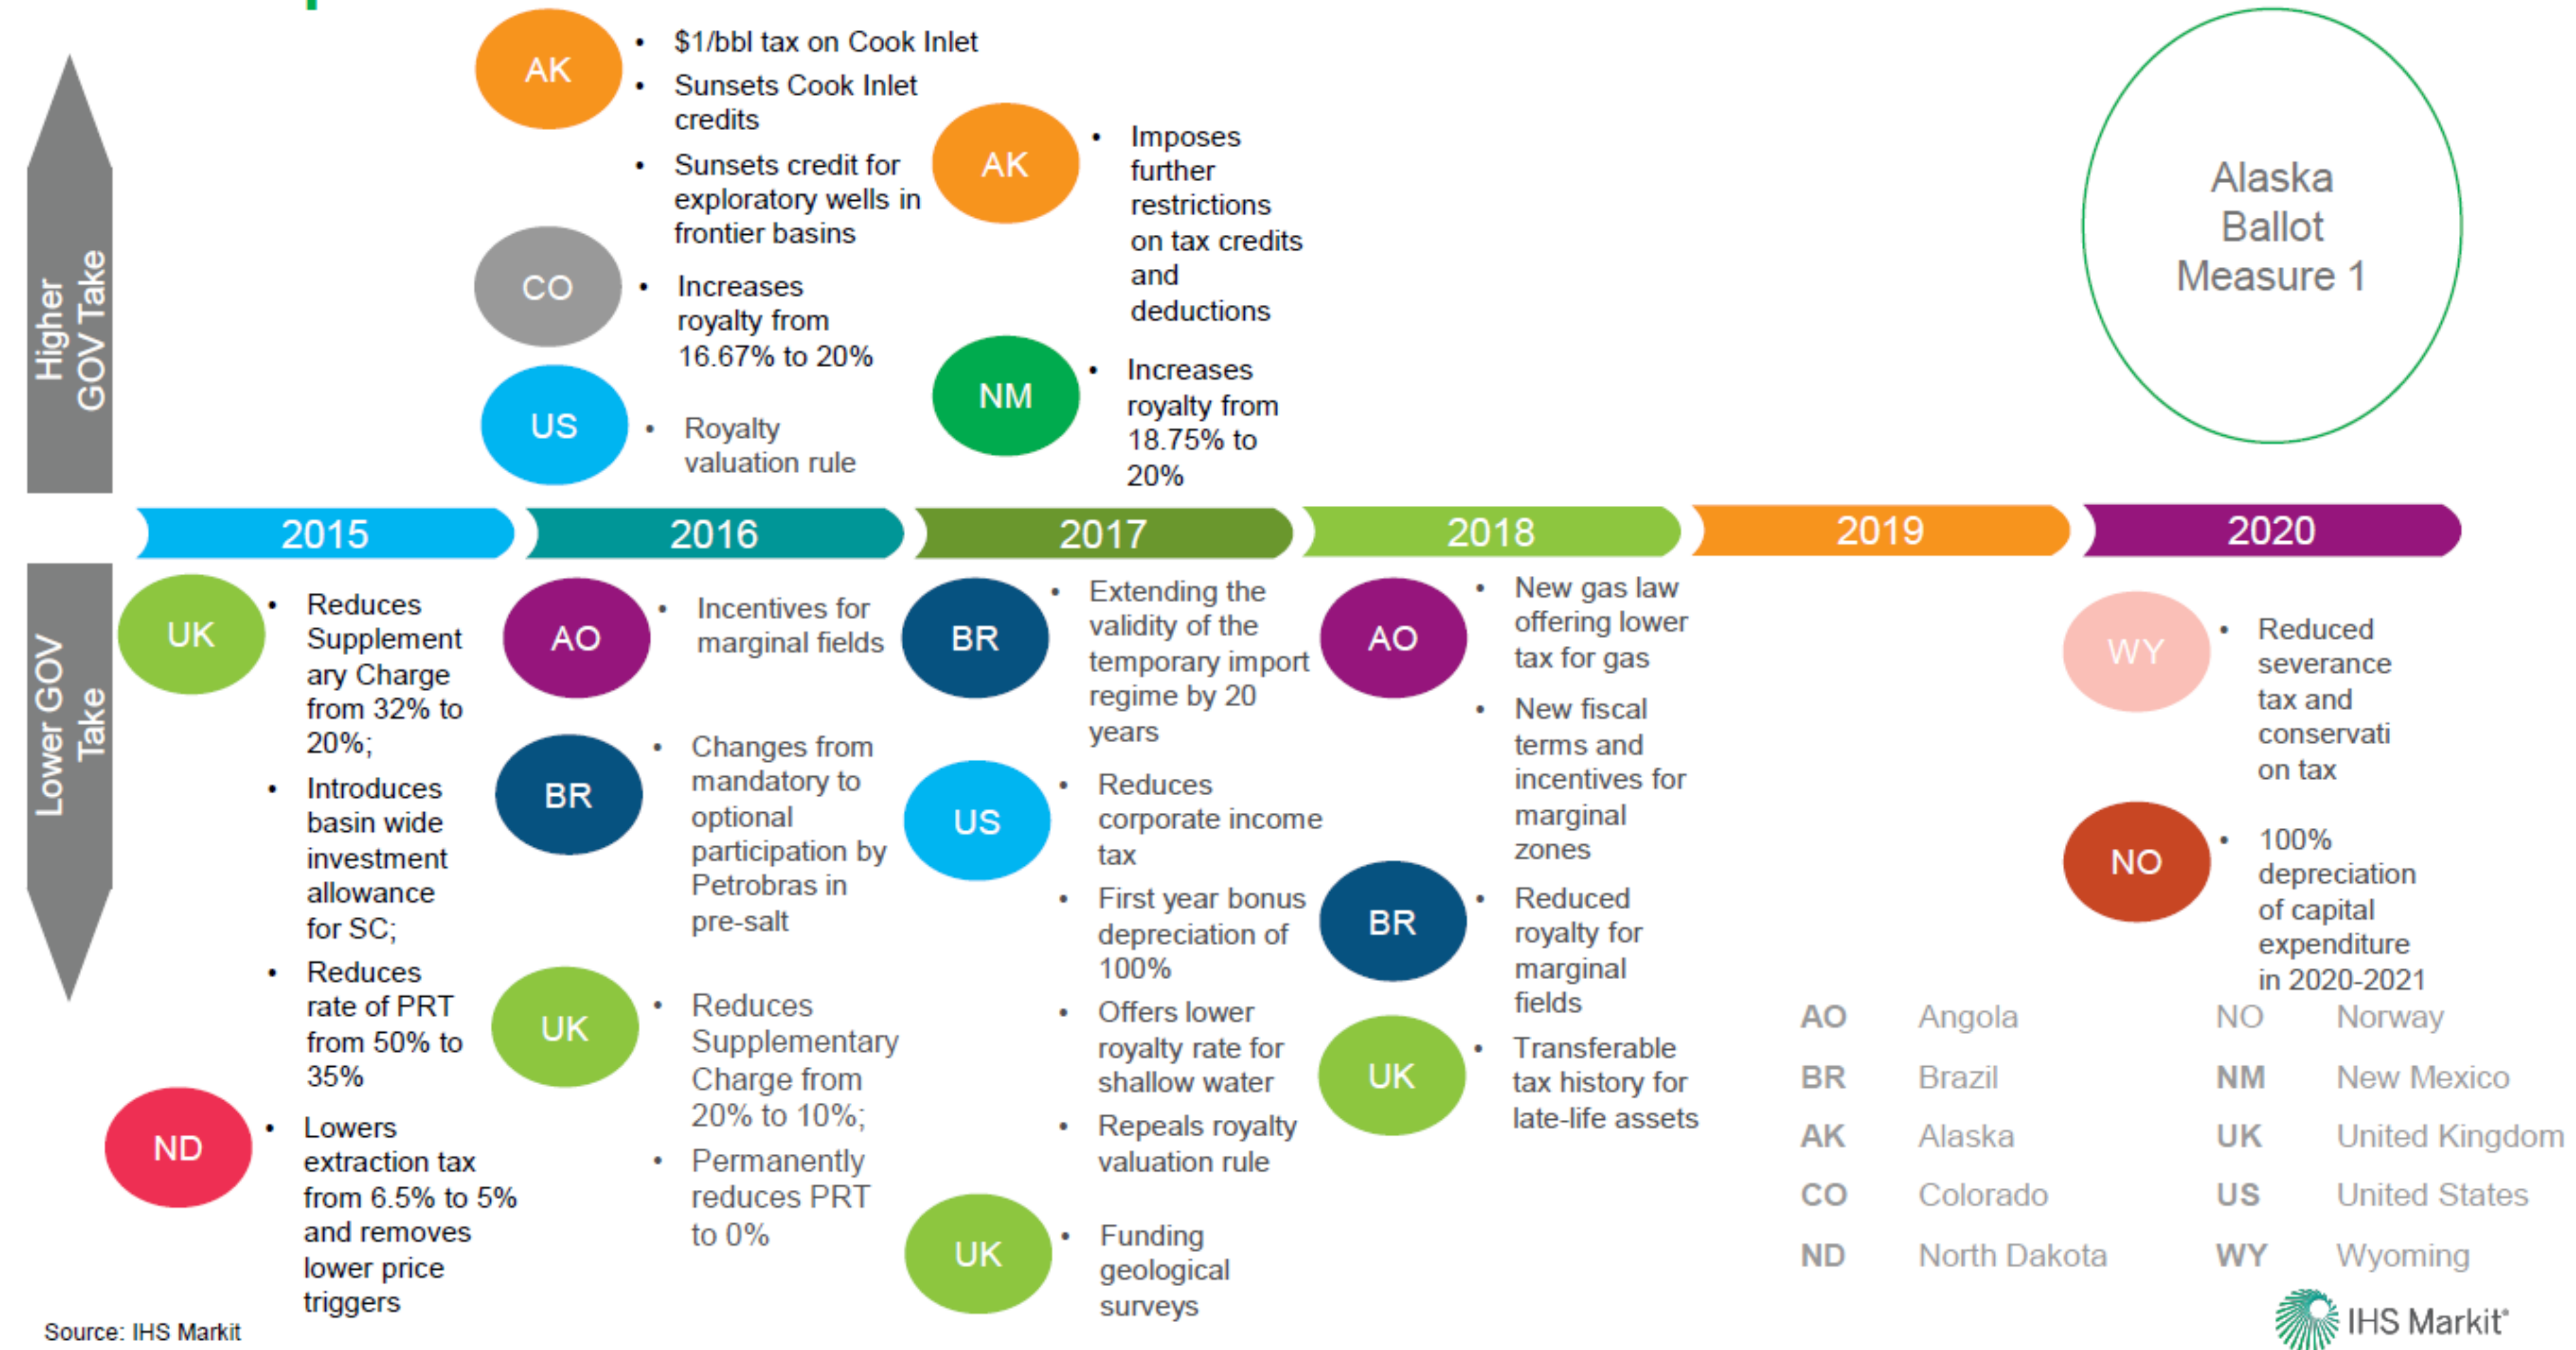 AK
• $1/bbl tax on Cook Inlet
• Sunsets Cook Inlet
credits
• Sunsets credit for
exploratory wells in
frontier basins
CO
• Increases
royalty from
16.67% to 20%
US
• Royalty
valuation rule
AK
• Imposes
further
restrictions
on tax credits
and
deductions
NM
• Increases
royalty from
18.75% to
20%
Alaska
Ballot
Measure 1
Higher
GOV Take
2015
2016
2017
2018
2019
2020
Lower GOV
Take
UK
• Reduces
Supplement
ary Charge
from 32% to
20%;
• Introduces
basin wide
investment
allowance
for SC;
• Reduces
rate of PRT
from 50% to
35%
ND
• Lowers
extraction tax
from 6.5% to 5%
and removes
lower price
triggers
AO
• Incentives for
marginal fields
BR
• Changes from
mandatory to
optional
participation by
Petrobras in
pre-salt
UK
• Reduces
Supplementary
Charge from
20% to 10%;
• Permanently
reduces PRT
to 0%
BR
• Extending the
validity of the
temporary import
regime by 20
years
US
• Reduces
corporate income
tax
• First year bonus
depreciation of
100%
• Offers lower
royalty rate for
shallow water
• Repeals royalty
valuation rule
UK
• Funding
geological
surveys
AO
• New gas law
offering lower
tax for gas
• New fiscal
terms and
incentives for
marginal
zones
BR
• Reduced
royalty for
marginal
fields
UK
• Transferable
tax history for
late-life assets
WY
• Reduced
severance
tax and
conservati
on tax
NO
• 100%
depreciation
of capital
expenditure
in 2020-2021
AO Angola NO Norway
BR Brazil NM New Mexico
AK Alaska UK United Kingdom
CO Colorado US United States
ND North Dakota WY Wyoming
Source: IHS Markit
IHS Markit®